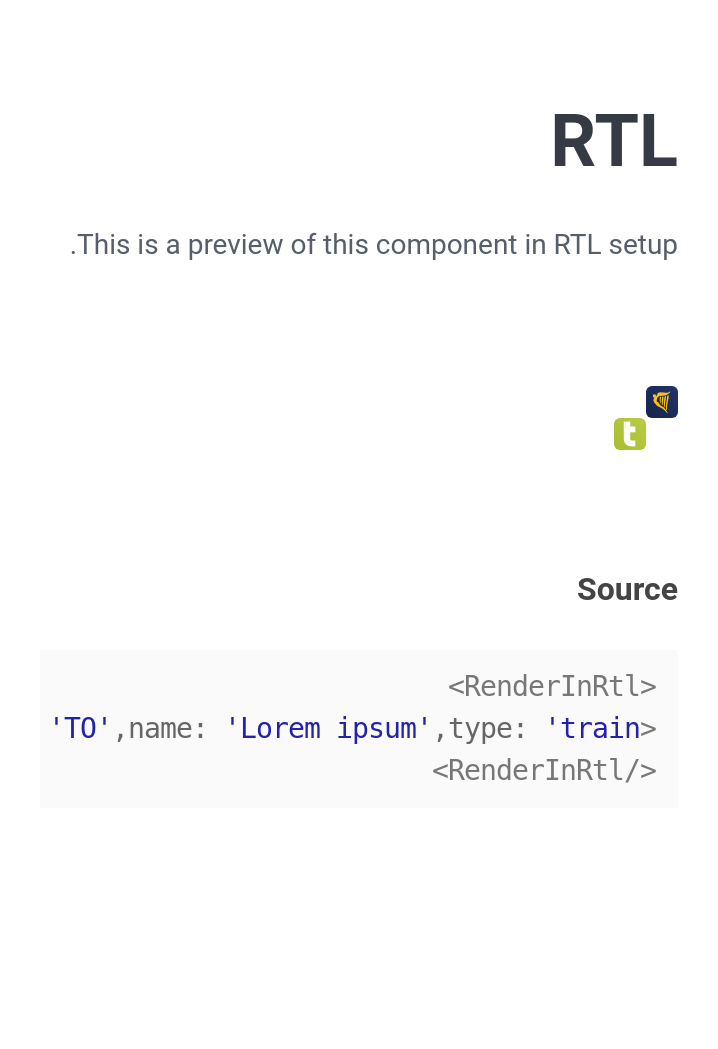 RTL
.This is a preview of this component in RTL setup
t
Source
<RenderInRtl>
'TO',name: 'Lorem ipsum',type: 'train>
<RenderInRtl/>